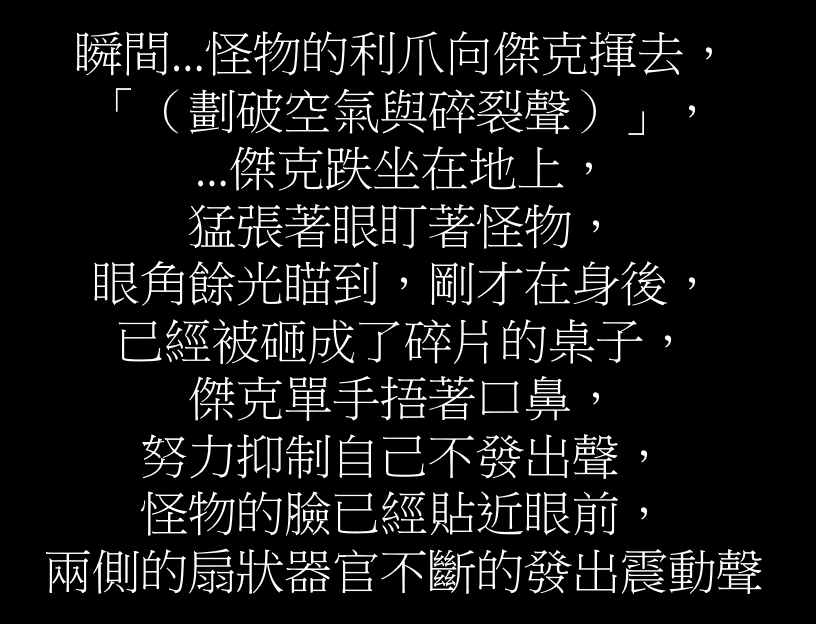 瞬間...怪物的利爪向傑克揮去，
「（劃破空氣與碎裂聲）」，
...傑克跌坐在地上，
猛張著眼盯著怪物，
眼角餘光瞄到，剛才在身後，
已經被砸成了碎片的桌子，
傑克單手捂著口鼻，
努力抑制自己不發出聲，
怪物的臉已經貼近眼前，
兩側的扇狀器官不斷的發出震動聲